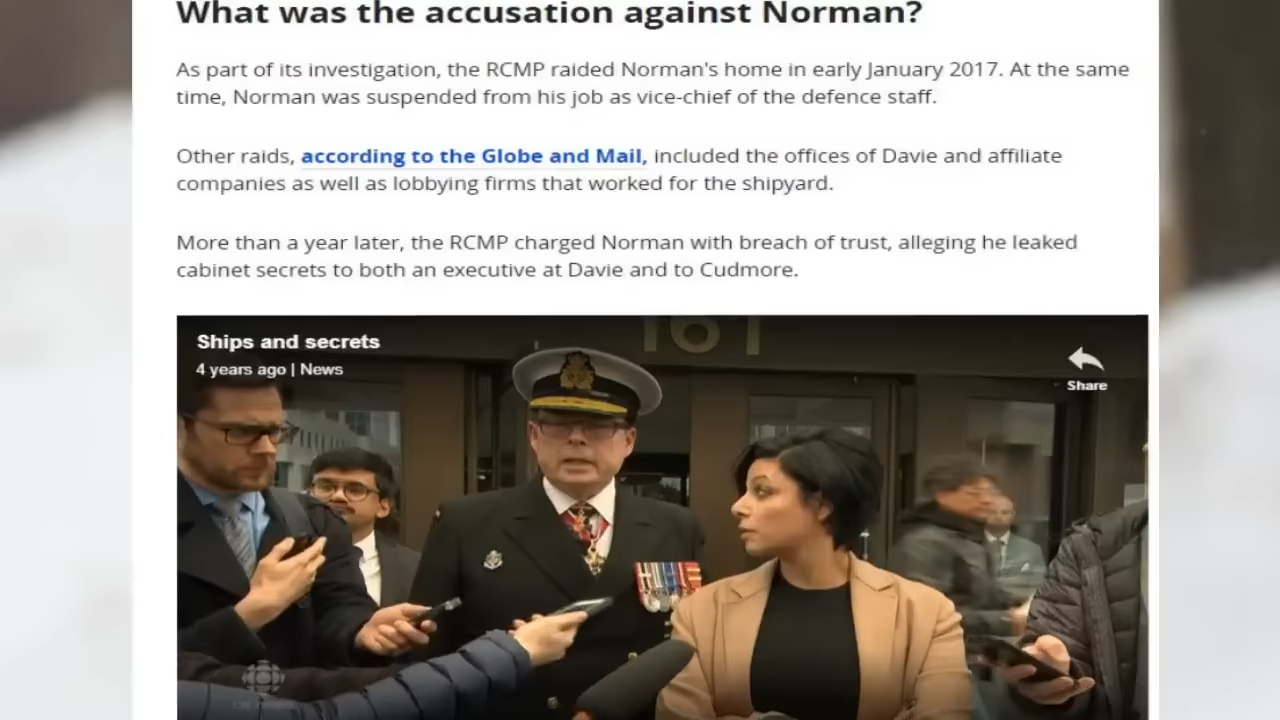 What was the accusation against Norman?
As part of its investigation, the RCMP raided Norman's home in early January 2017. At the same
time, Norman was suspended from his job as vice-chief of the defence staff.
Other raids, according to the Globe and Mail, included the offices of Davie and affiliate
companies as well as lobbying firms that worked for the shipyard.
More than a year later, the RCMP charged Norman with breach of trust, alleging he leaked
cabinet secrets to both an executive at Davie and to Cudmore.
161
Ships and secrets
4 years ago | News
Share